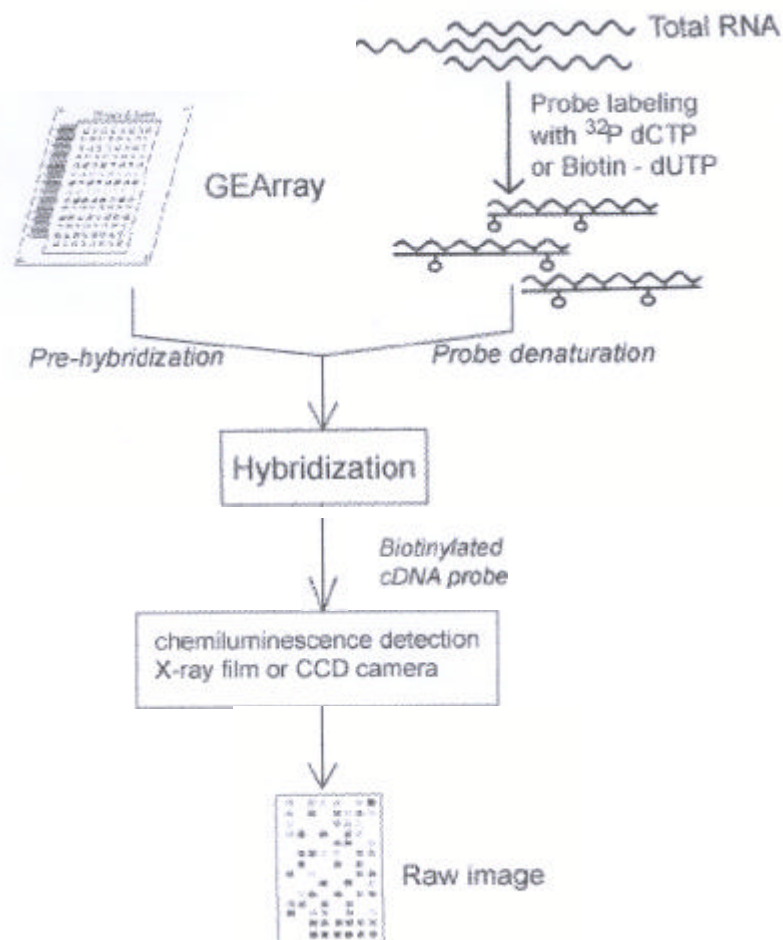 Total RNA
Probe labeling
with ³²P dCTP
or Biotin - dUTP
GEArray
Pre-hybridization
Probe denaturation
Hybridization
Biotinylated
cDNA probe
chemiluminescence detection
X-ray film or CCD camera
Raw image